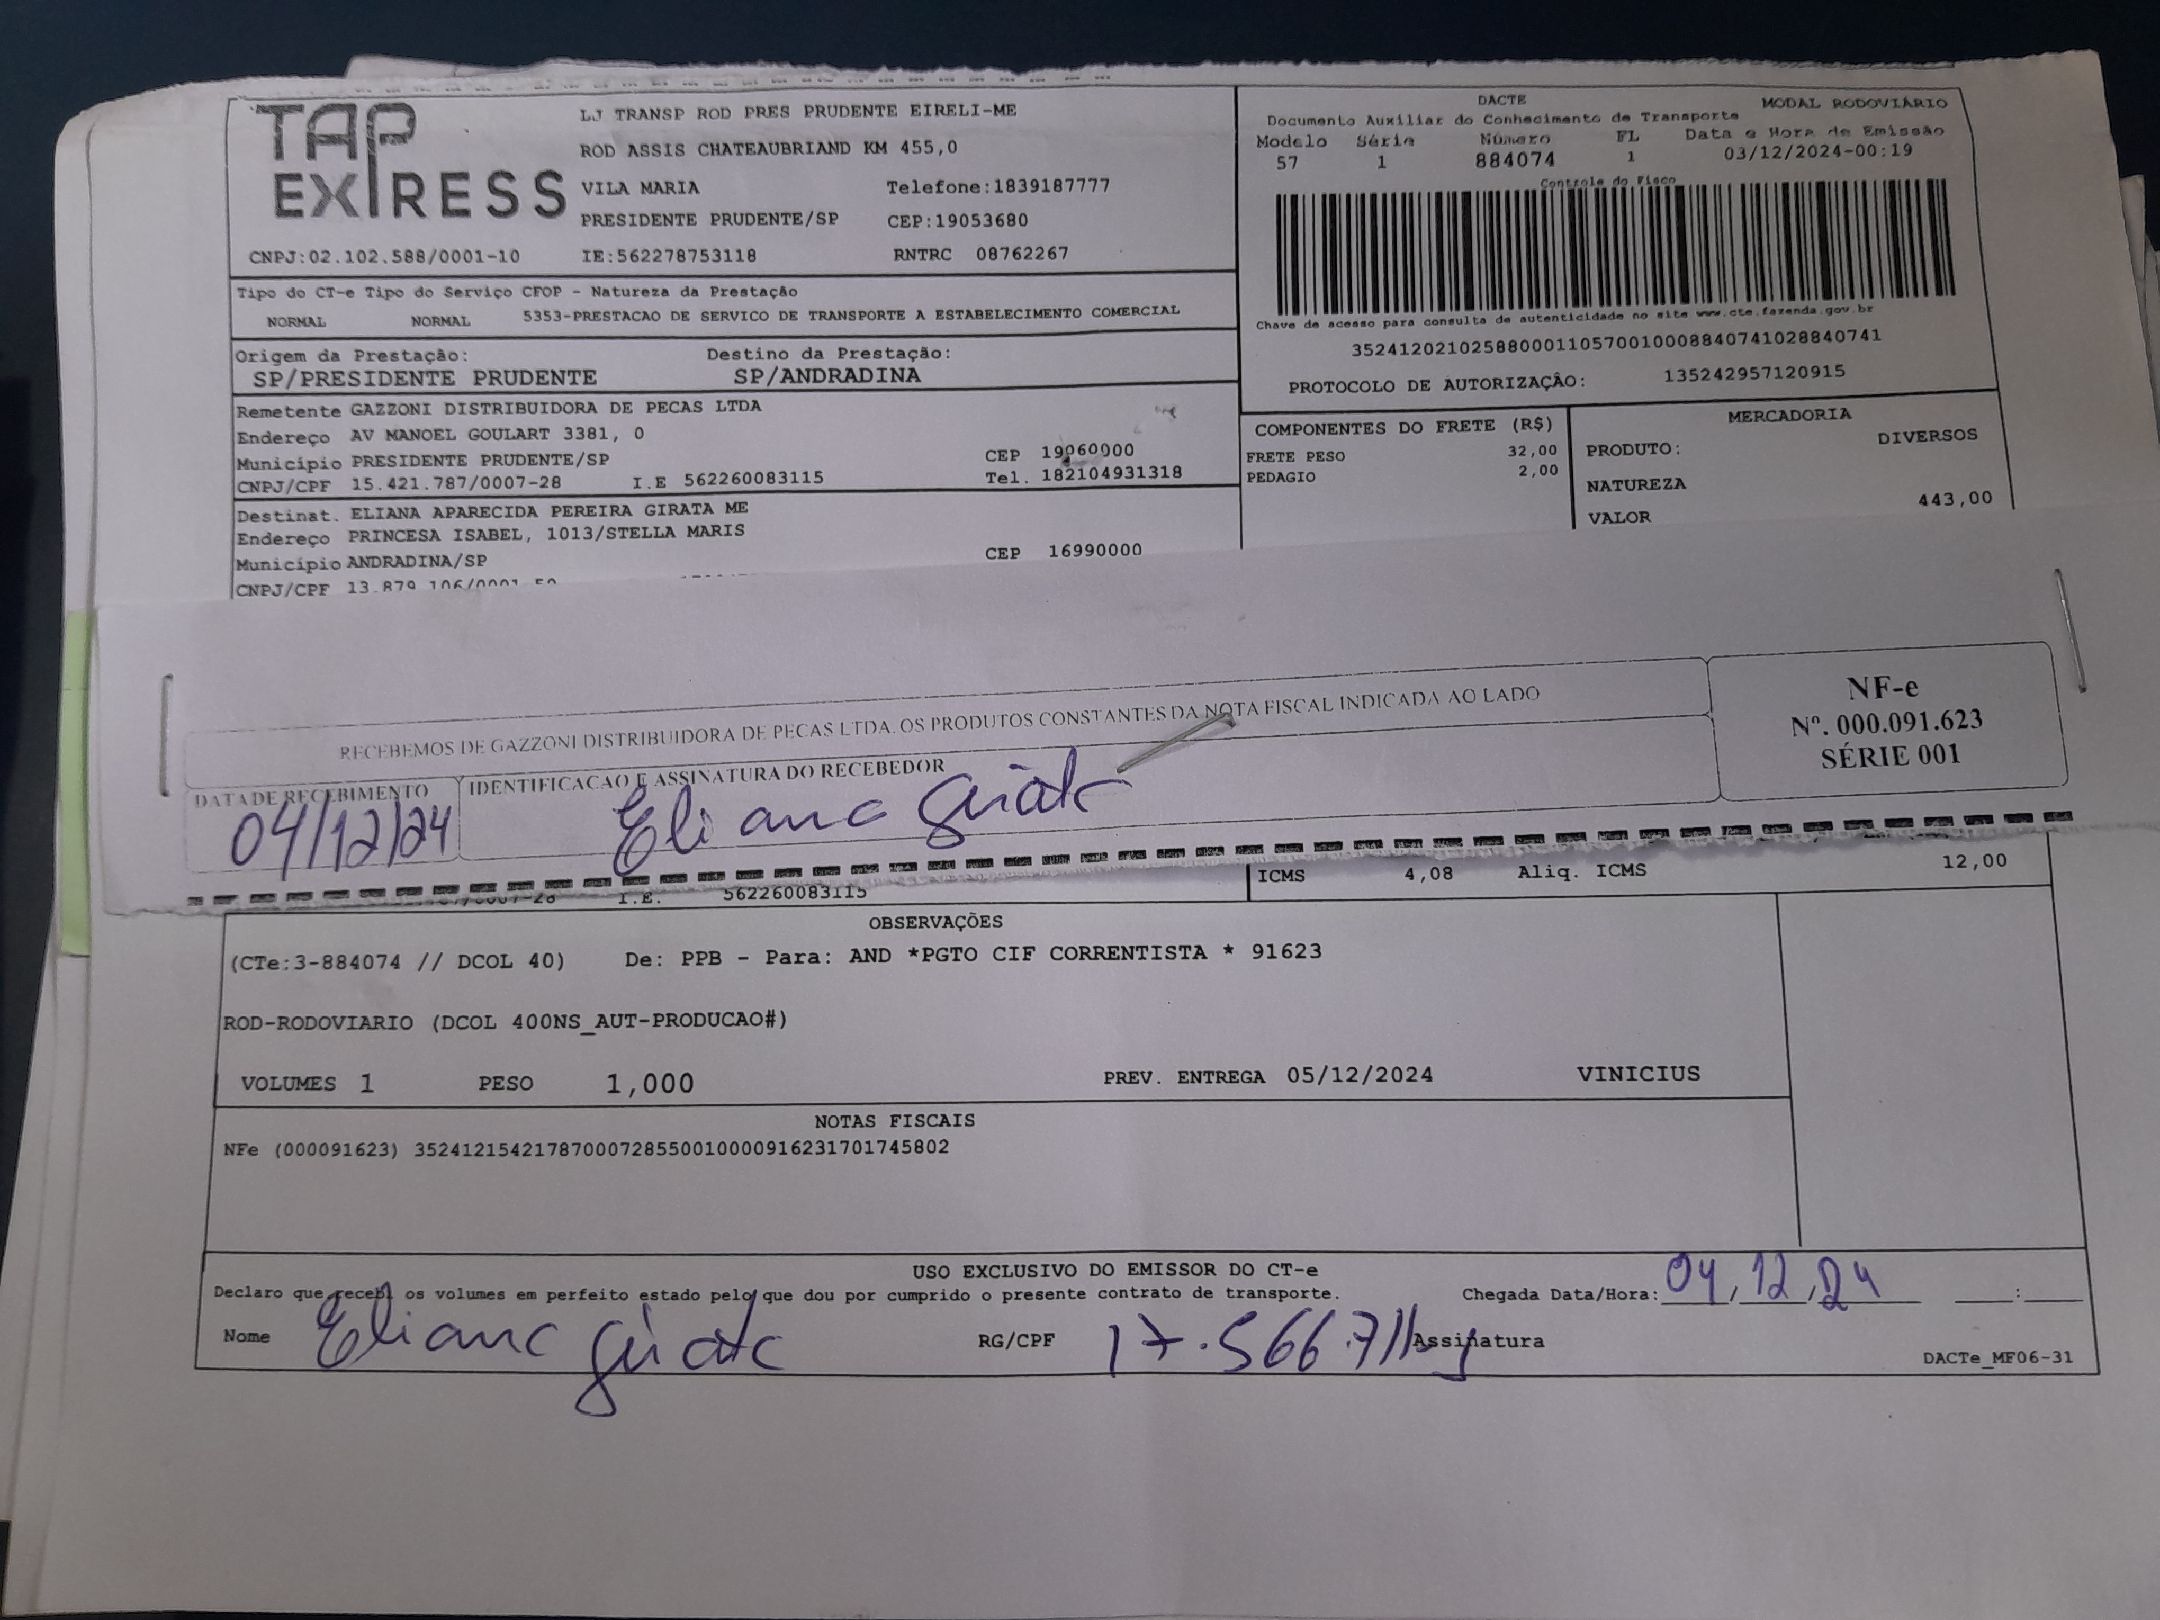 TAP EXPRESS
LJ TRANSP ROD PRES PRUDENTE EIRELI-ME
ROD ASSIS CHATEAUBRIAND KM 455,0
VILA MARIA Telefone:1839187777
PRESIDENTE PRUDENTE/SP CEP:19053680
CNPJ:02.102.588/0001-10 IE:562278753118 RNTRC 08762267
DACTE MODAL RODOVIÁRIO
Documento Auxiliar do Conhecimento de Transporte
Modelo Série Número FL Data e Hora de Emissão
57 1 884074 1 03/12/2024-00:19
Controle do Fisco
Chave de acesso para consulta de autenticidade no site www.cte.fazenda.gov.br
35241202102588000110570010008840741028840741
PROTOCOLO DE AUTORIZAÇÃO: 135242957120915
Tipo do CT-e Tipo do Serviço CFOP - Natureza da Prestação
NORMAL NORMAL 5353-PRESTACAO DE SERVICO DE TRANSPORTE A ESTABELECIMENTO COMERCIAL
Origem da Prestação: Destino da Prestação:
SP/PRESIDENTE PRUDENTE SP/ANDRADINA
Remetente GAZZONI DISTRIBUIDORA DE PECAS LTDA
Endereço AV MANOEL GOULART 3381, 0
Município PRESIDENTE PRUDENTE/SP CEP 19060000
CNPJ/CPF 15.421.787/0007-28 I.E 562260083115 Tel. 182104931318
COMPONENTES DO FRETE (R$)
FRETE PESO 32,00
PEDAGIO 2,00
MERCADORIA
PRODUTO: DIVERSOS
NATUREZA
VALOR 443,00
Destinat. ELIANA APARECIDA PEREIRA GIRATA ME
Endereço PRINCESA ISABEL, 1013/STELLA MARIS
Município ANDRADINA/SP CEP 16990000
CNPJ/CPF 13.879.106/0001-50
RECEBEMOS DE GAZZONI DISTRIBUIDORA DE PECAS LTDA. OS PRODUTOS CONSTANTES DA NOTA FISCAL INDICADA AO LADO
NF-e
Nº. 000.091.623
SÉRIE 001
DATA DE RECEBIMENTO IDENTIFICACAO E ASSINATURA DO RECEBEDOR
04/12/24 Eliana Girata
ICMS 4,08 Aliq. ICMS 12,00
I.E. 562260083115
OBSERVAÇÕES
(CTe:3-884074 // DCOL 40) De: PPB - Para: AND *PGTO CIF CORRENTISTA * 91623
ROD-RODOVIARIO (DCOL 400NS_AUT-PRODUCAO#)
VOLUMES 1 PESO 1,000 PREV. ENTREGA 05/12/2024 VINICIUS
NOTAS FISCAIS
NFe (000091623) 35241215421787000728550010000916231701745802
USO EXCLUSIVO DO EMISSOR DO CT-e
Declaro que recebi os volumes em perfeito estado pelo que dou por cumprido o presente contrato de transporte. Chegada Data/Hora: 04/12/24 :
Nome Eliana Girata RG/CPF Assinatura
DACTe_MF06-31